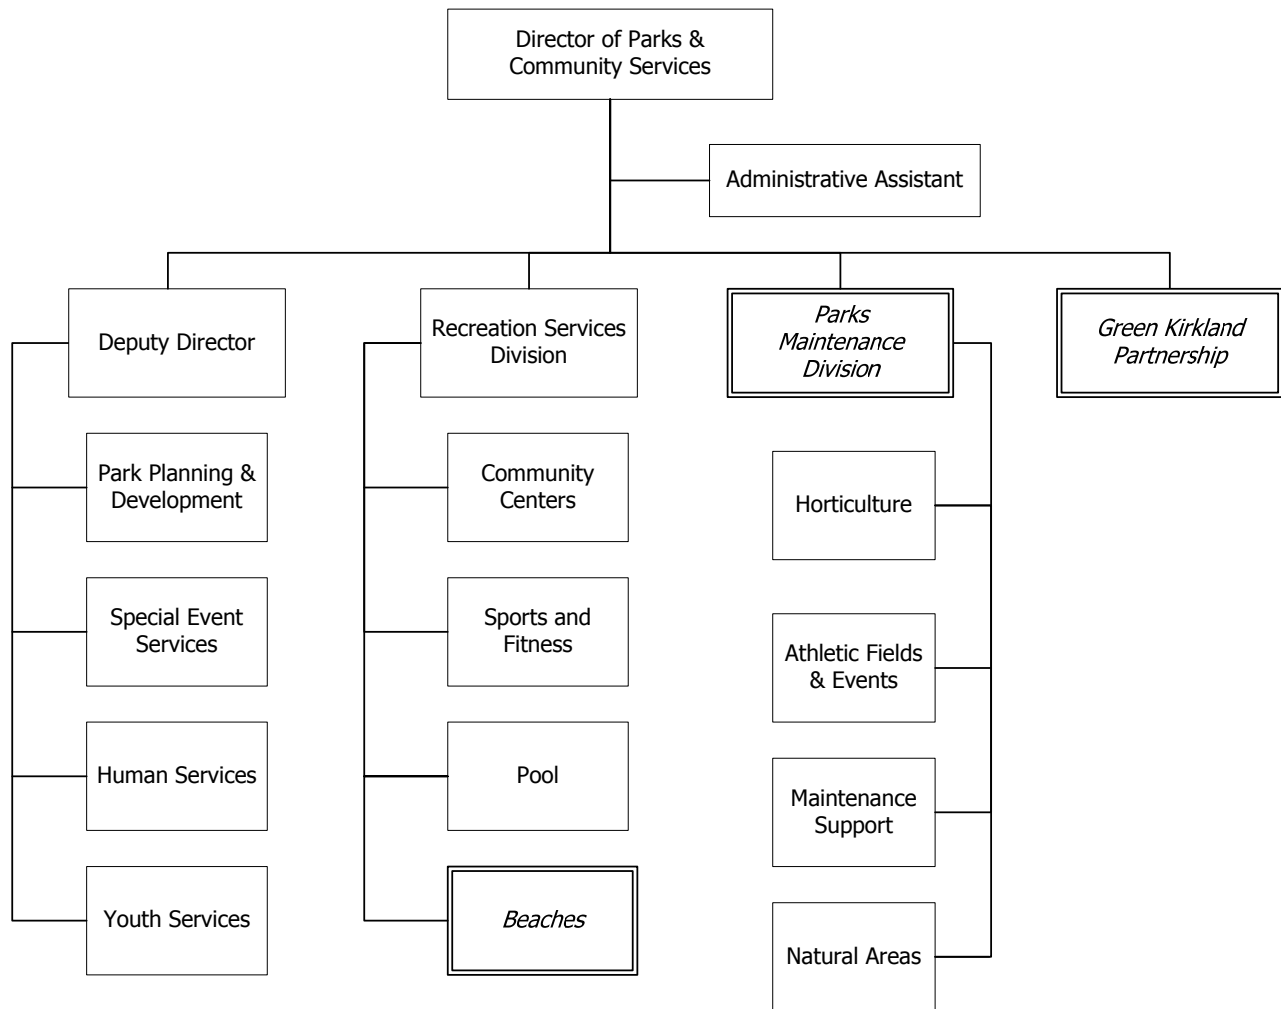 Director of Parks &
Community Services
Administrative Assistant
Deputy Director
Recreation Services
Division
Parks
Maintenance
Division
Green Kirkland
Partnership
Park Planning &
Development
Community
Centers
Horticulture
Special Event
Services
Sports and
Fitness
Athletic Fields
& Events
Human Services
Pool
Maintenance
Support
Youth Services
Beaches
Natural Areas